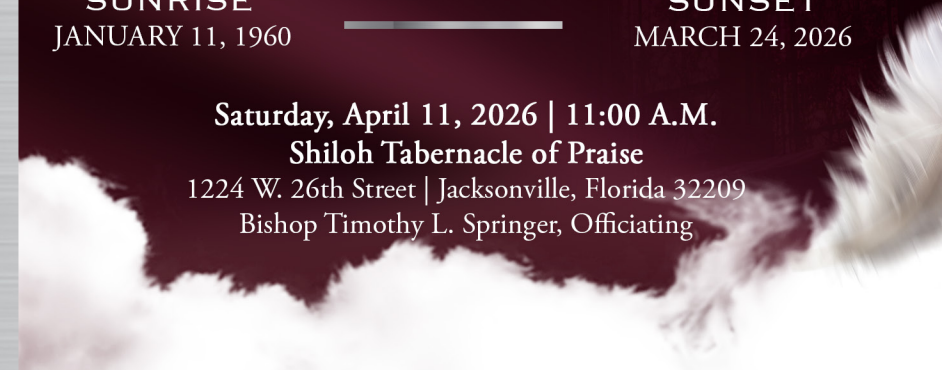 SUNRISE
SUNSET
JANUARY 11, 1960
MARCH 24, 2026
Saturday, April 11, 2026 | 11:00 A.M.
Shiloh Tabernacle of Praise
1224 W. 26th Street | Jacksonville, Florida 32209
Bishop Timothy L. Springer, Officiating